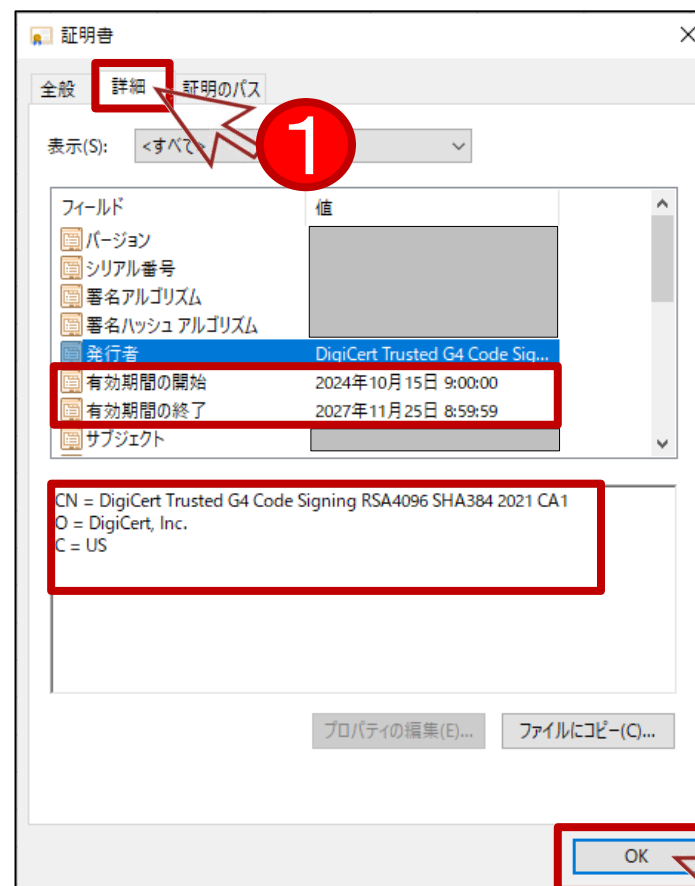 証明書
全般 詳細 証明のパス
1
表示(S): <すべて>
フィールド 値
バージョン
シリアル番号
署名アルゴリズム
署名ハッシュ アルゴリズム
発行者 DigiCert Trusted G4 Code Sig...
有効期間の開始 2024年10月15日 9:00:00
有効期間の終了 2027年11月25日 8:59:59
サブジェクト
CN = DigiCert Trusted G4 Code Signing RSA4096 SHA384 2021 CA1
O = DigiCert, Inc.
C = US
プロパティの編集(E)... ファイルにコピー(C)...
OK